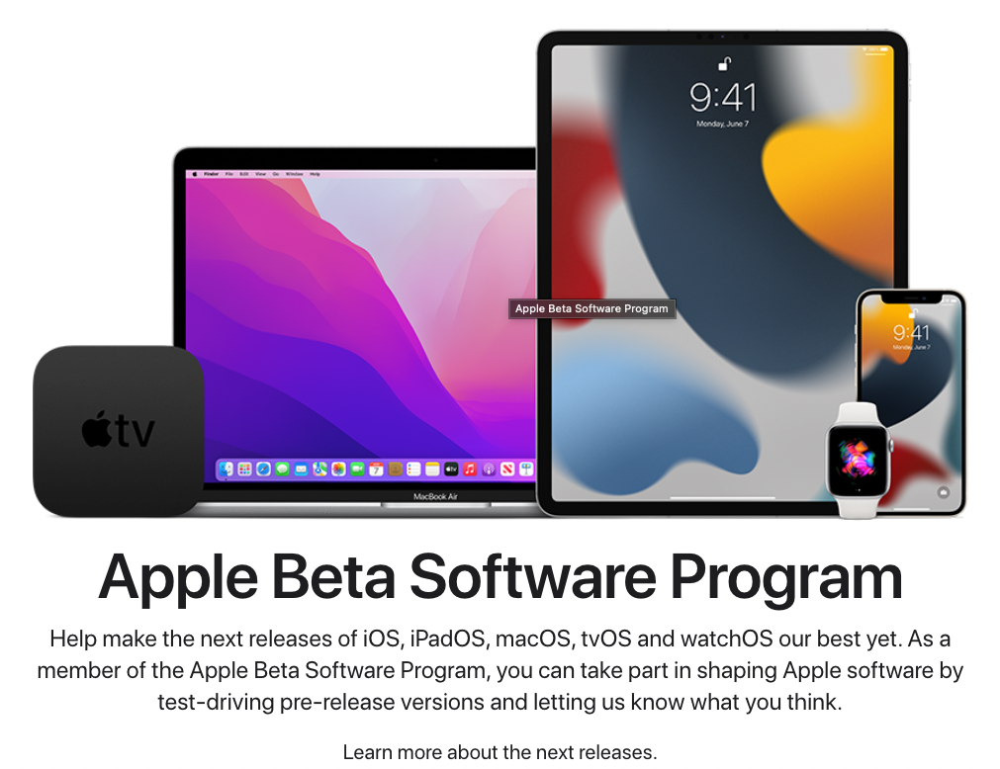 9:41
Monday, June 7
Finder File Edit View Go Window Help
Apple Beta Software Program
9:41
Monday, June 7
tv
tv
MacBook Air
Apple Beta Software Program
Help make the next releases of iOS, iPadOS, macOS, tvOS and watchOS our best yet. As a
member of the Apple Beta Software Program, you can take part in shaping Apple software by
test-driving pre-release versions and letting us know what you think.
Learn more about the next releases.